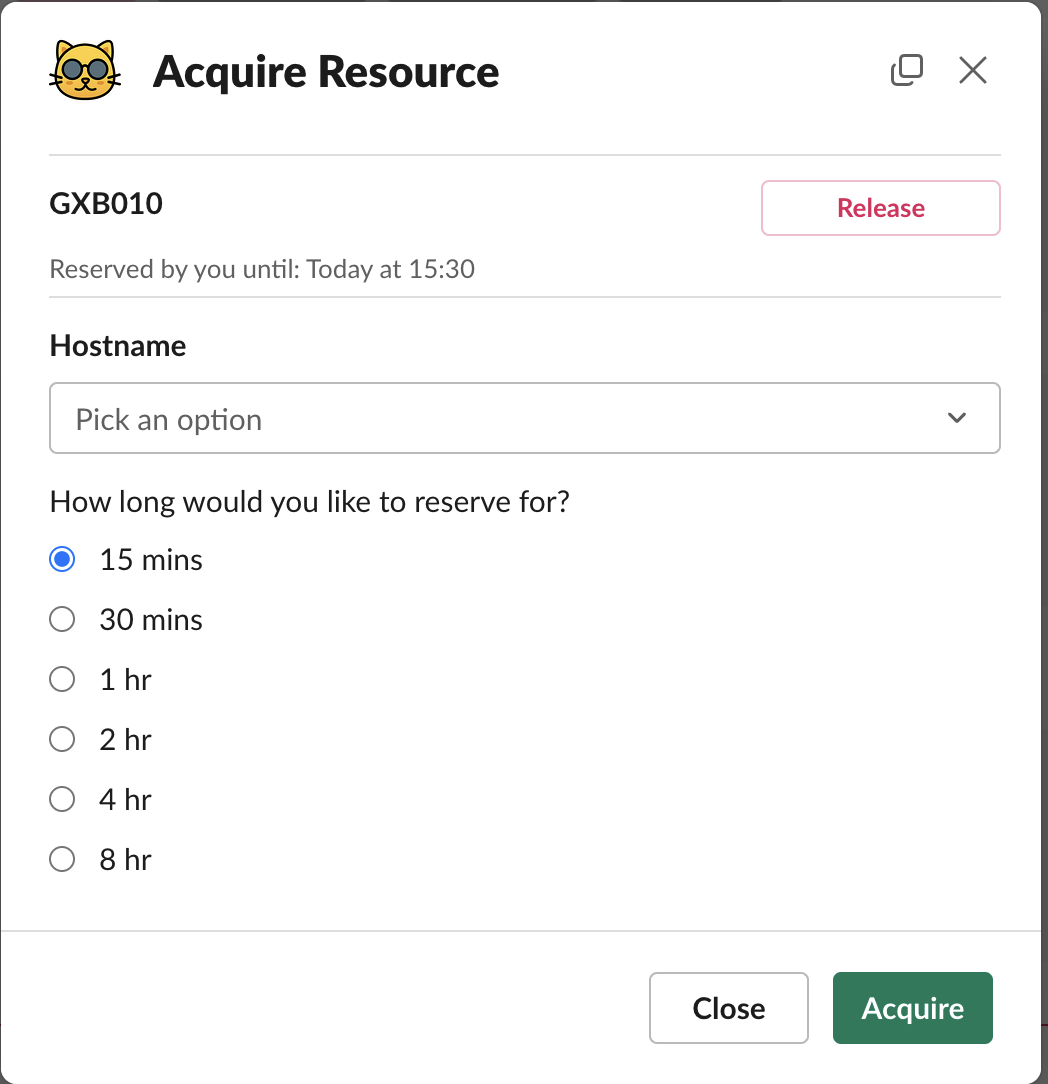 Acquire Resource
GXB010
Release
Reserved by you until: Today at 15:30
Hostname
Pick an option
How long would you like to reserve for?
15 mins
30 mins
1 hr
2 hr
4 hr
8 hr
Close
Acquire